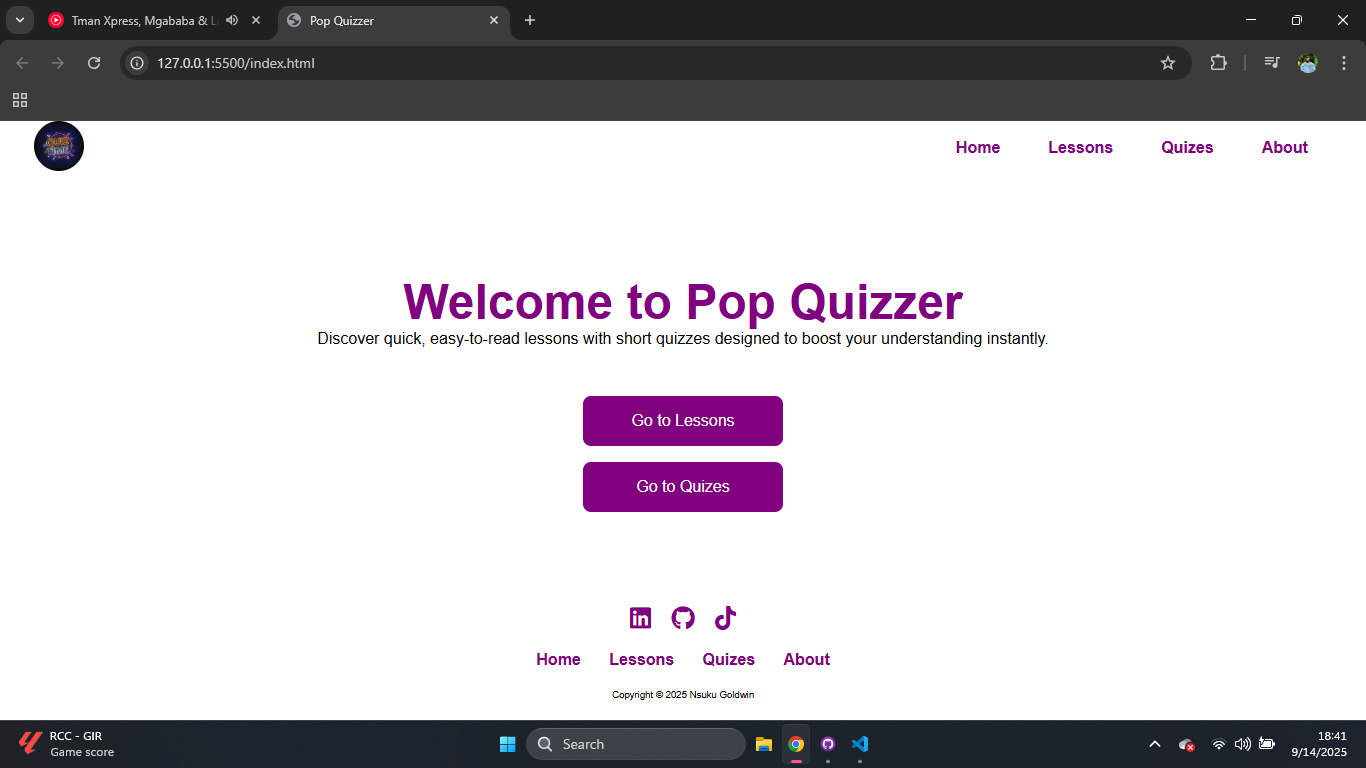 Tman Xpress, Mgababa &
Pop Quizzer
127.0.0.1:5500/index.html
Home Lessons Quizes About
Welcome to Pop Quizzer
Discover quick, easy-to-read lessons with short quizzes designed to boost your understanding instantly.
Go to Lessons
Go to Quizes
Home Lessons Quizes About
Copyright © 2025 Nsuku Goldwin
RCC - GIR
Game score
Search
18:41
9/14/2025